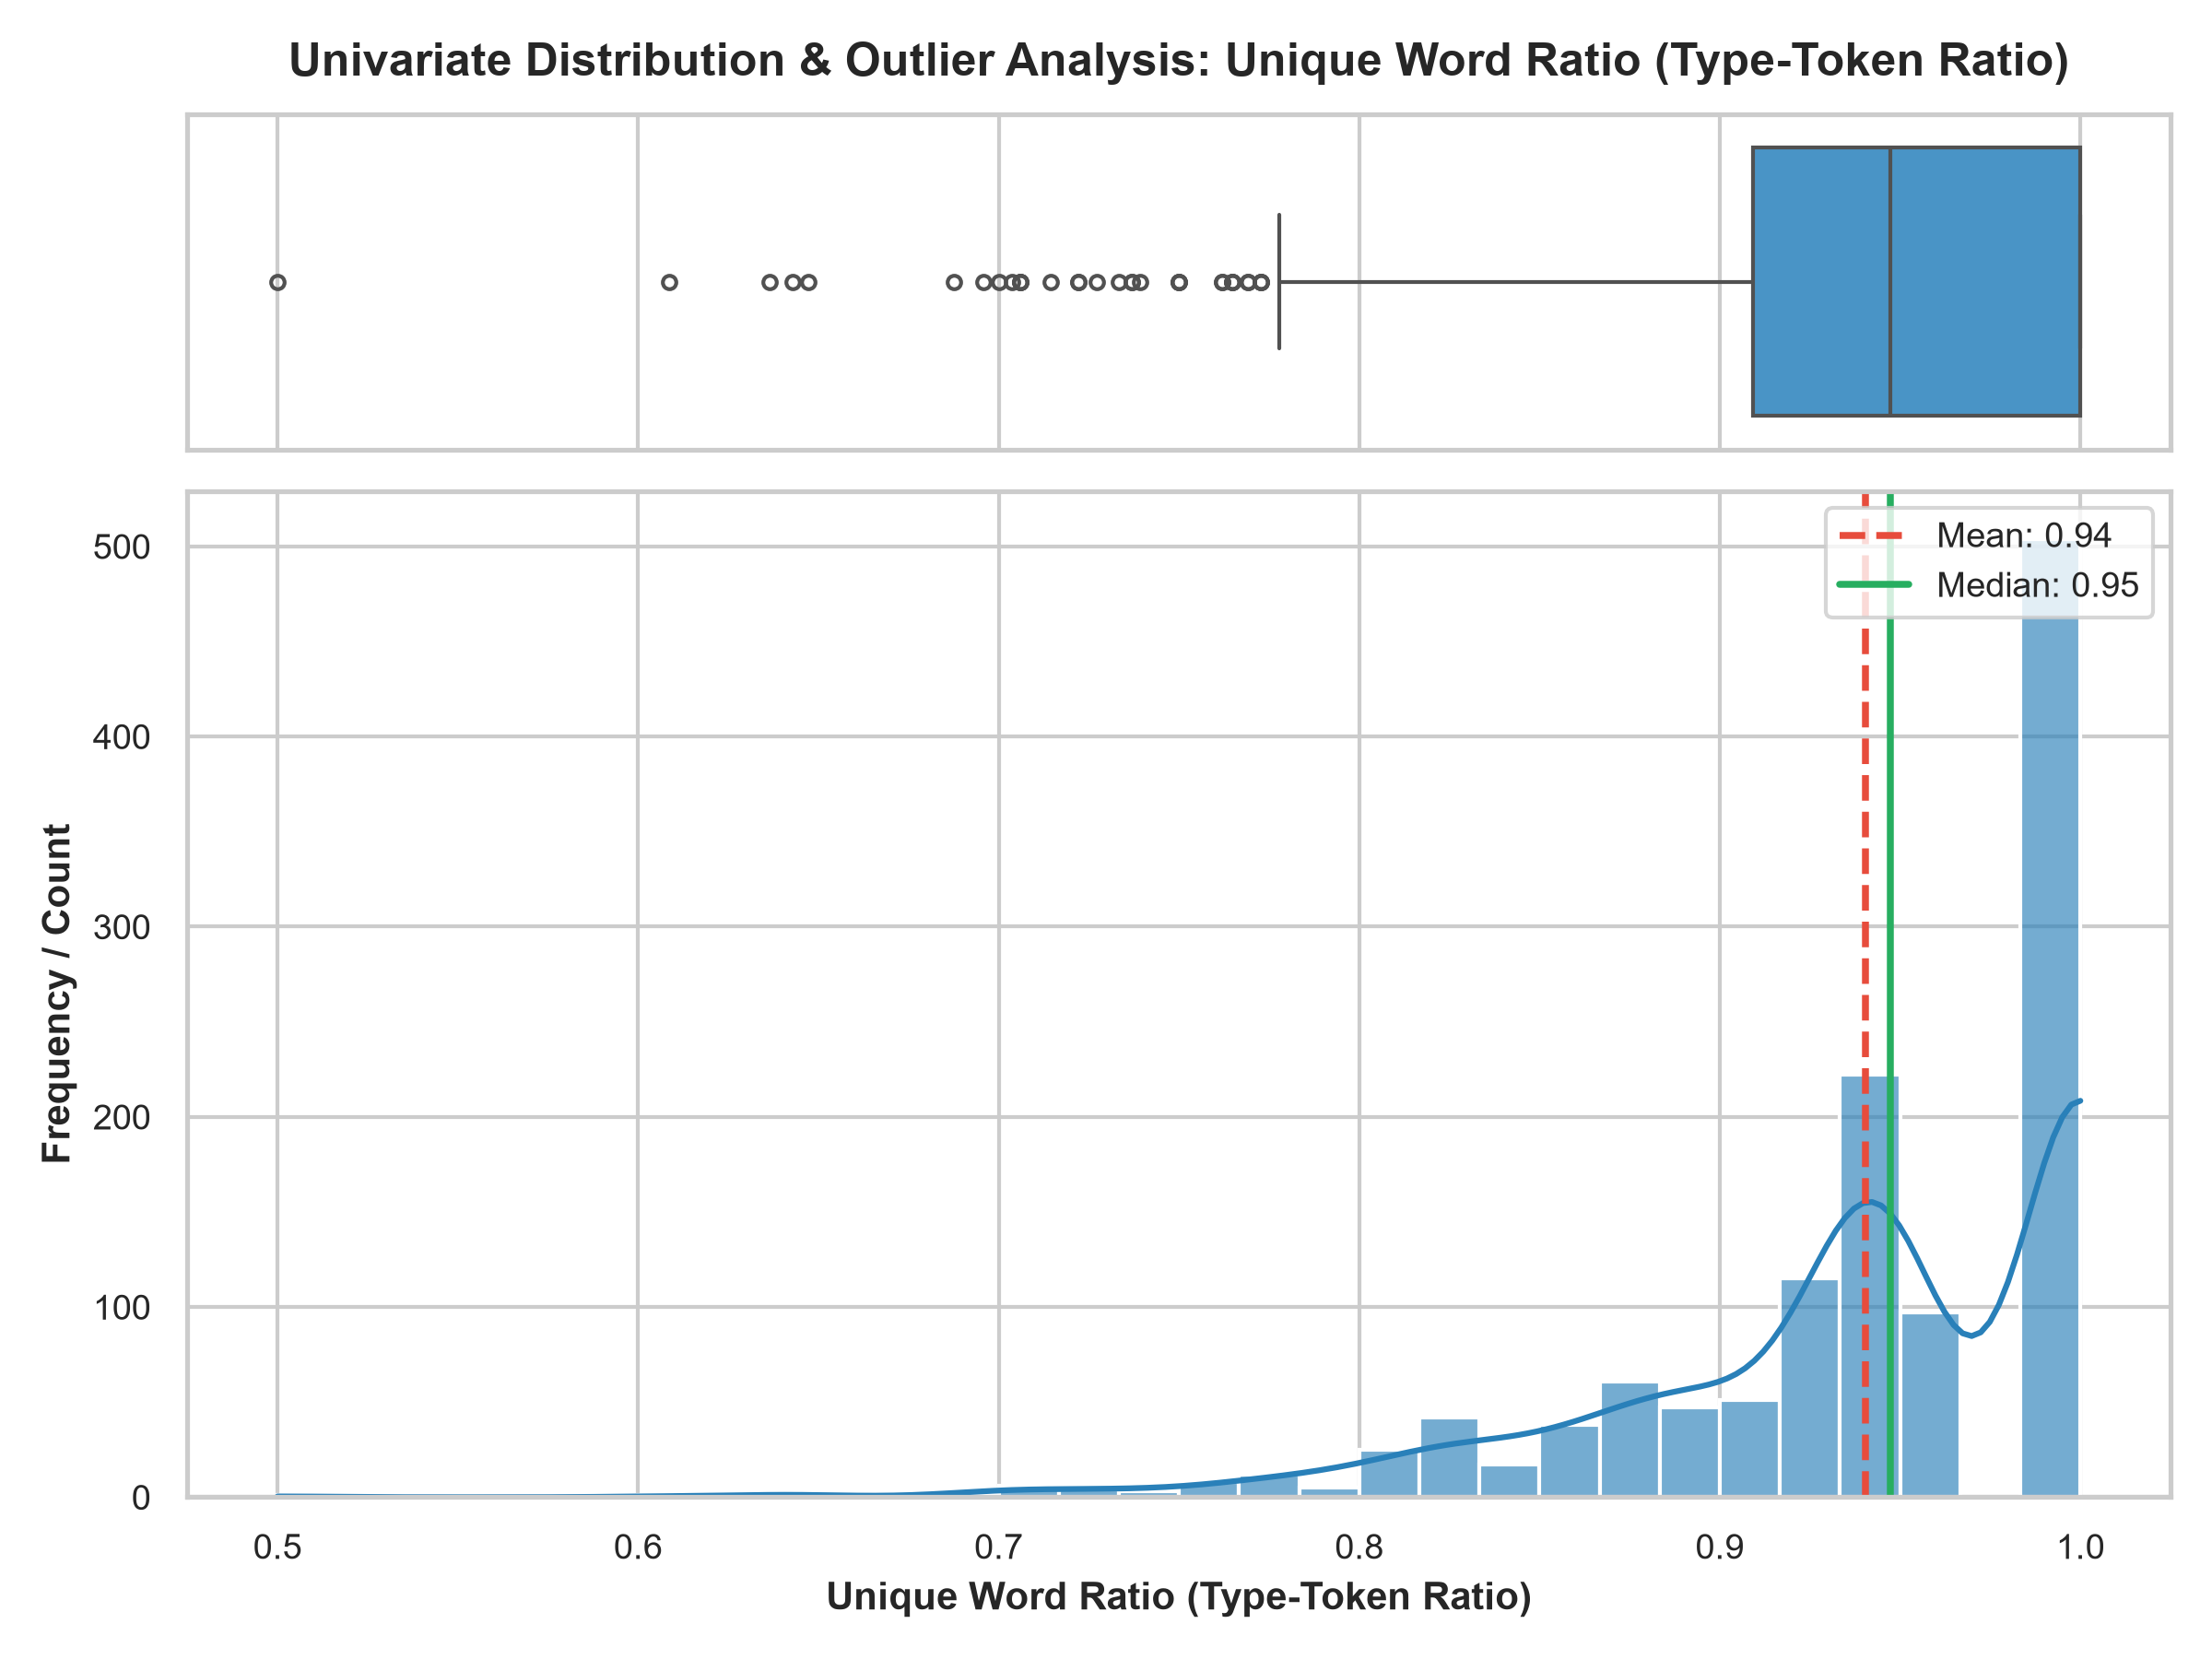 Univariate Distribution & Outlier Analysis: Unique Word Ratio (Type-Token Ratio)
Mean: 0.94
Median: 0.95
Frequency / Count
500
400
300
200
100
0
0.5 0.6 0.7 0.8 0.9 1.0
Unique Word Ratio (Type-Token Ratio)